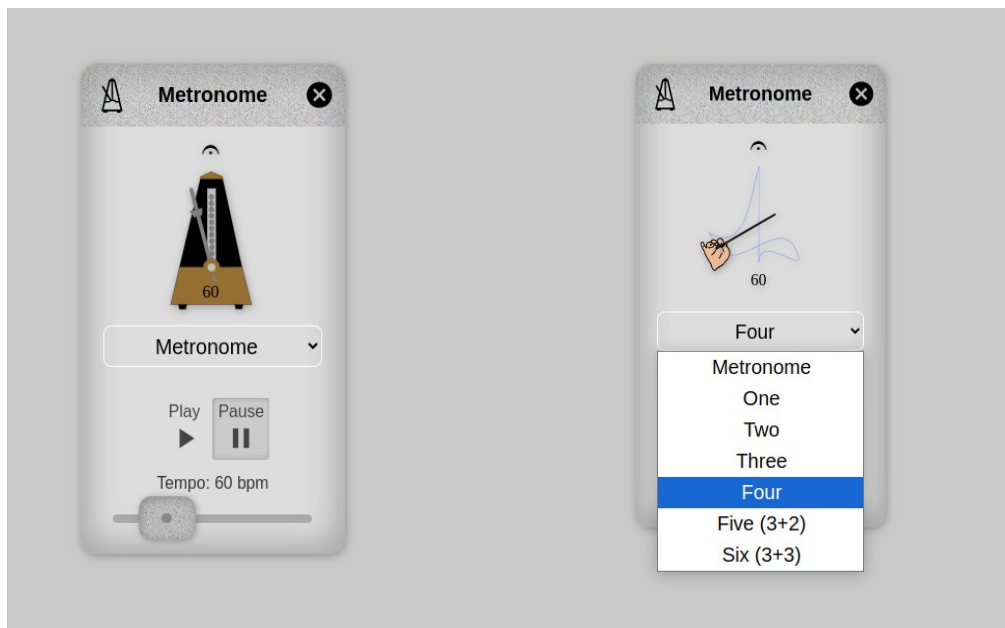 Metronome
60
Metronome
Play Pause
Tempo: 60 bpm
Metronome
60
Four
Metronome
One
Two
Three
Four
Five (3+2)
Six (3+3)